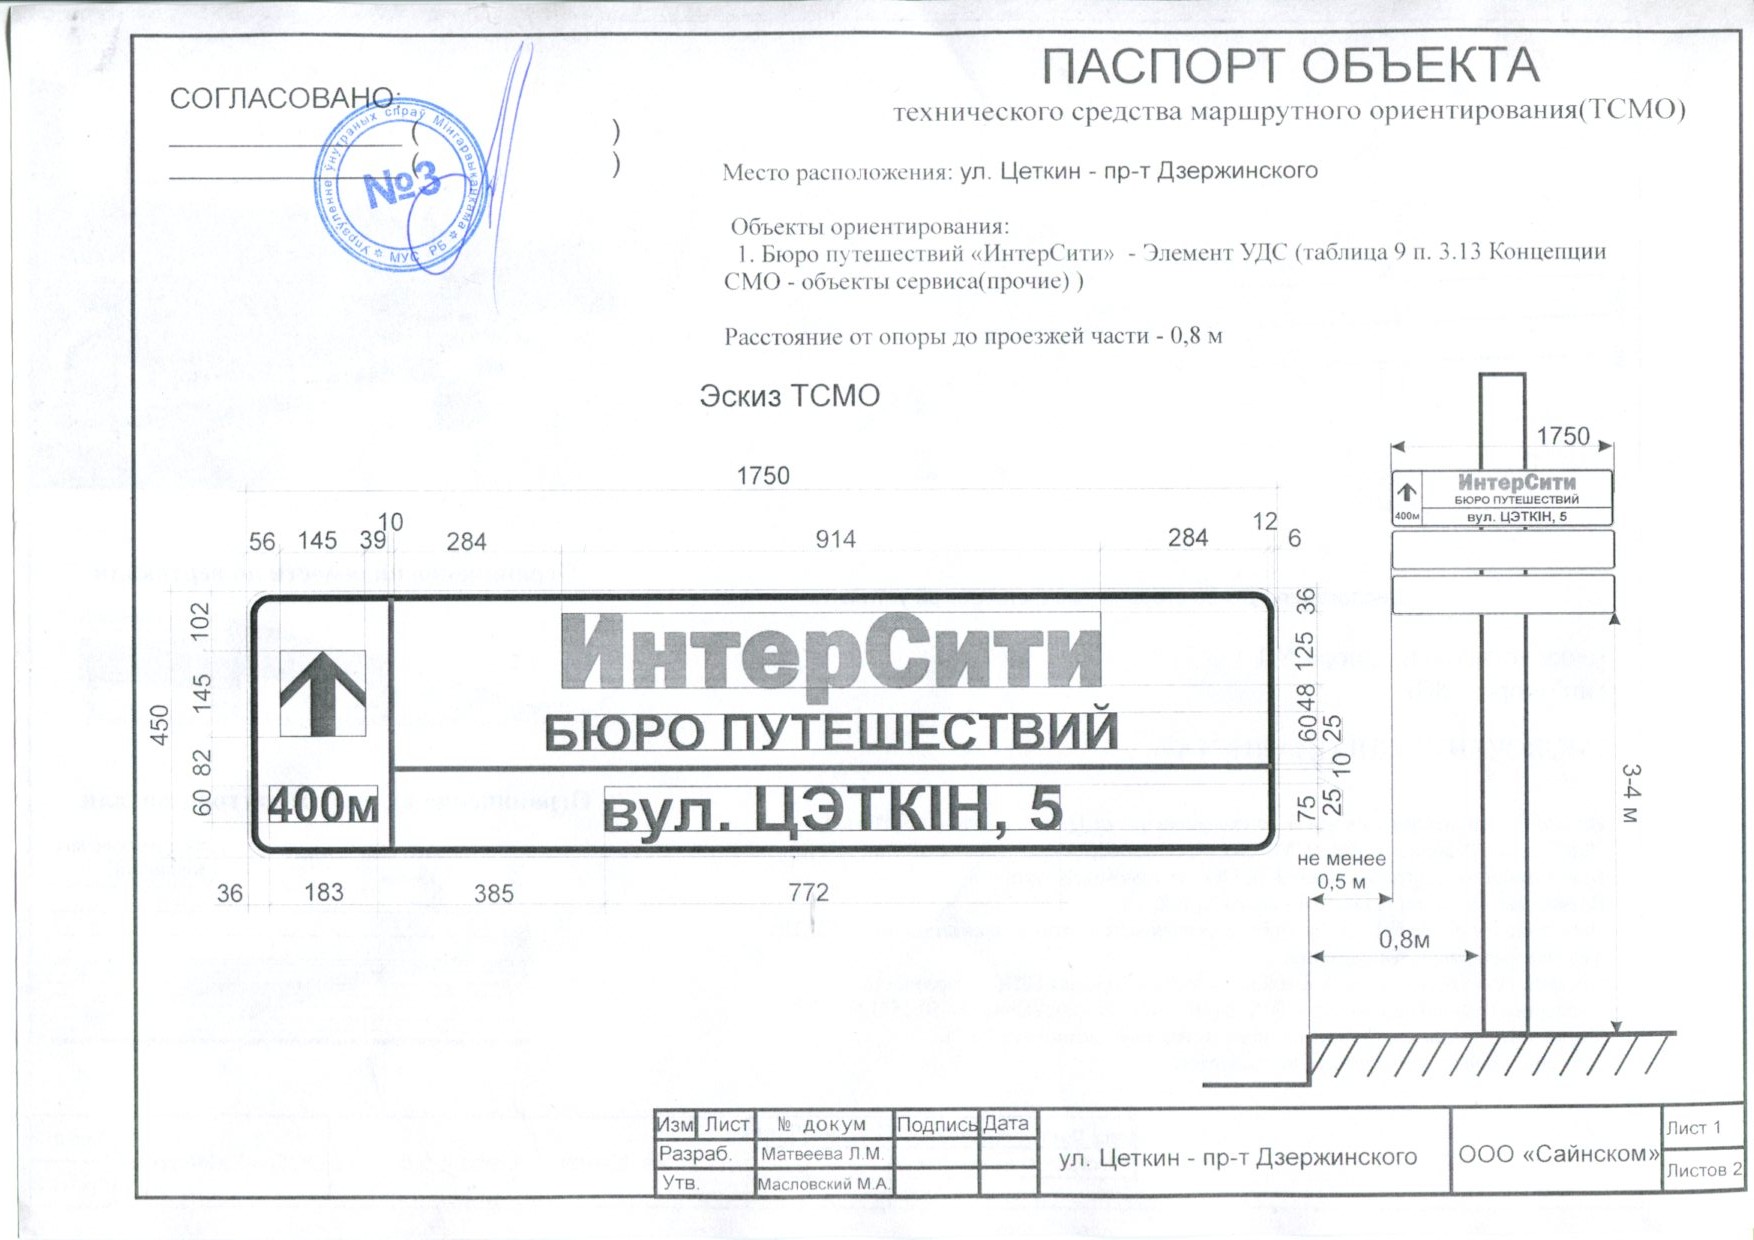 СОГЛАСОВАНО:
( )
( )
Упраўленне ўнутраных спраў Мінгарвыканкама
МУС РБ
№3
ПАСПОРТ ОБЪЕКТА
технического средства маршрутного ориентирования(ТСМО)
Место расположения: ул. Цеткин - пр-т Дзержинского
Объекты ориентирования:
1. Бюро путешествий «ИнтерСити» - Элемент УДС (таблица 9 п. 3.13 Концепции
СМО - объекты сервиса(прочие) )
Расстояние от опоры до проезжей части - 0,8 м
Эскиз ТСМО
1750
56 145 39 10 284 914 284 12 6
450
102 145 82 60
ИнтерСити
БЮРО ПУТЕШЕСТВИЙ
400м
вул. ЦЭТКІН, 5
36 125 48 60 25 10 25 75
36 183 385 772
1750
ИнтерСити
БЮРО ПУТЕШЕСТВИЙ
400м
вул. ЦЭТКІН, 5
3-4 м
не менее
0,5 м
0,8м
Изм Лист № докум Подпись Дата
Разраб. Матвеева Л.М.
Утв. Масловский М.А.
ул. Цеткин - пр-т Дзержинского
ООО «Сайнском»
Лист 1
Листов 2